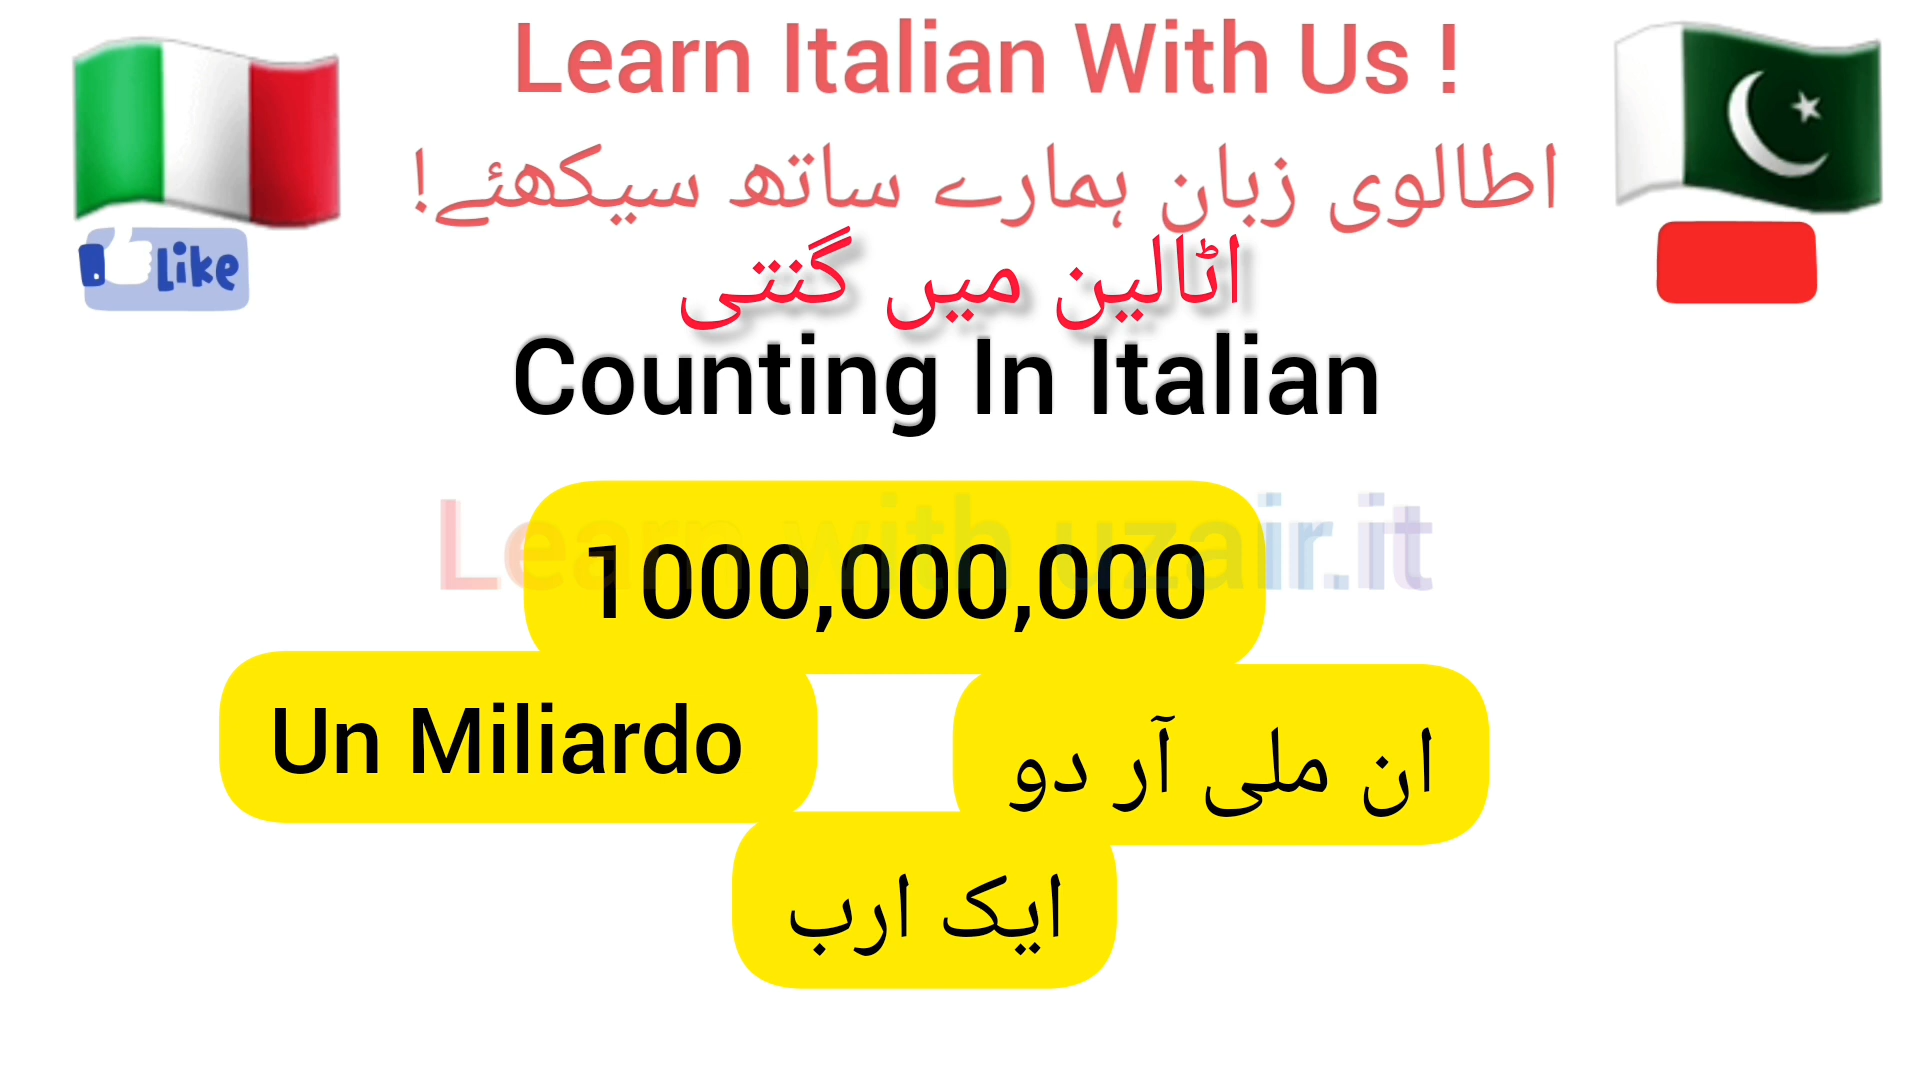 Learn Italian With Us !
اطالوی زبان ہمارے ساتھ سیکھئے!
Like
اٹالین میں گنتی
Counting In Italian
Learn with uzair.it
1000,000,000
Un Miliardo
ان ملی آر دو
ایک ارب